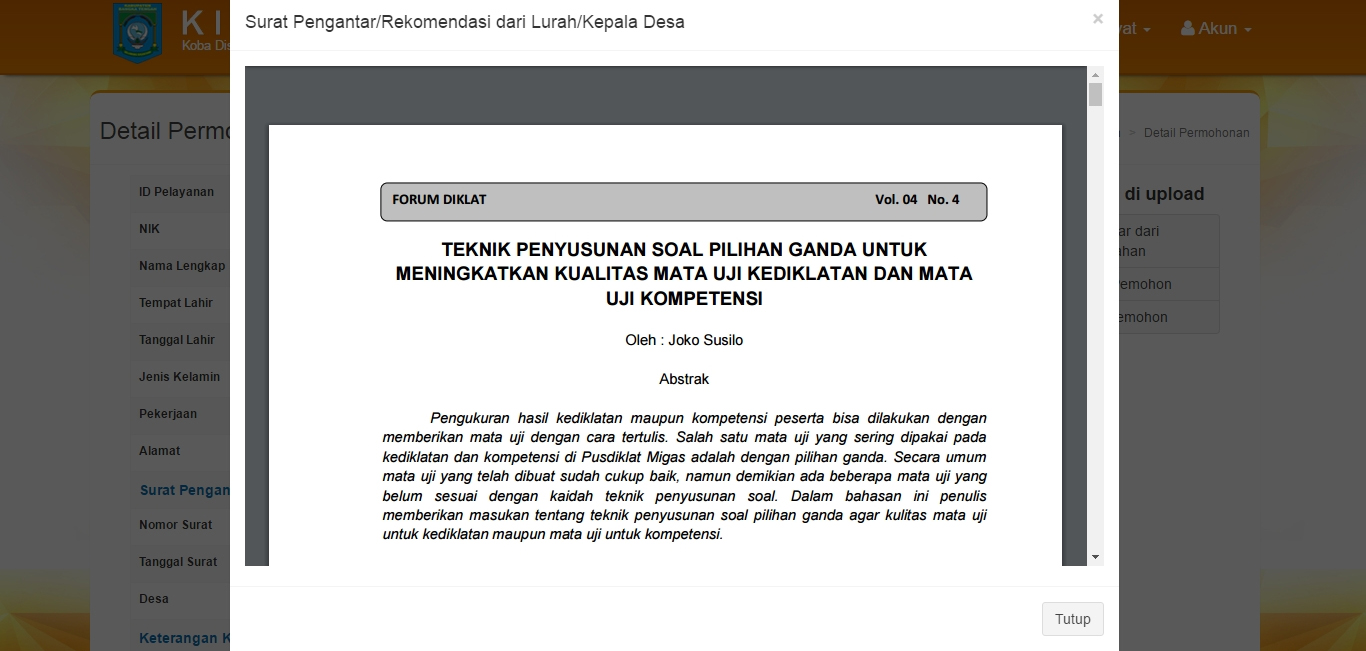 Surat Pengantar/Rekomendasi dari Lurah/Kepala Desa
×
K I
Koba Dis
Akun
Detail Permo
> Detail Permohonan
ID Pelayanan
NIK
Nama Lengkap
Tempat Lahir
Tanggal Lahir
Jenis Kelamin
Pekerjaan
Alamat
Surat Pengan
Nomor Surat
Tanggal Surat
Desa
Keterangan K
FORUM DIKLAT Vol. 04 No. 4
TEKNIK PENYUSUNAN SOAL PILIHAN GANDA UNTUK
MENINGKATKAN KUALITAS MATA UJI KEDIKLATAN DAN MATA
UJI KOMPETENSI
Oleh : Joko Susilo
Abstrak
Pengukuran hasil kediklatan maupun kompetensi peserta bisa dilakukan dengan
memberikan mata uji dengan cara tertulis. Salah satu mata uji yang sering dipakai pada
kediklatan dan kompetensi di Pusdiklat Migas adalah dengan pilihan ganda. Secara umum
mata uji yang telah dibuat sudah cukup baik, namun demikian ada beberapa mata uji yang
belum sesuai dengan kaidah teknik penyusunan soal. Dalam bahasan ini penulis
memberikan masukan tentang teknik penyusunan soal pilihan ganda agar kulitas mata uji
untuk kediklatan maupun mata uji untuk kompetensi.
di upload
ar dari
ahan
emohon
emohon
Tutup